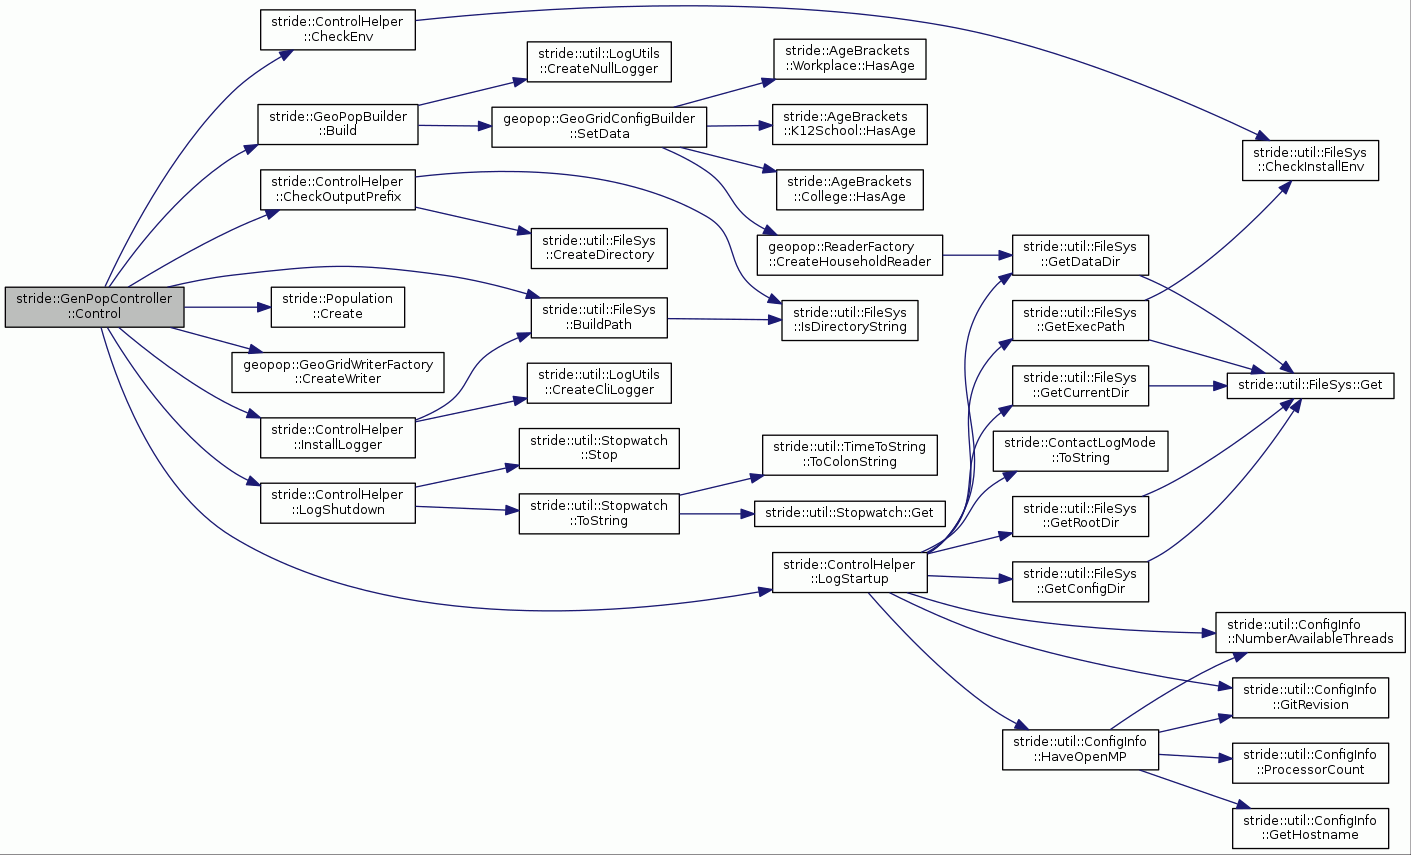 stride::GenPopController
::Control
stride::ControlHelper
::CheckEnv
stride::GeoPopBuilder
::Build
stride::ControlHelper
::CheckOutputPrefix
stride::Population
::Create
geopop::GeoGridWriterFactory
::CreateWriter
stride::ControlHelper
::InstallLogger
stride::ControlHelper
::LogShutdown
stride::util::LogUtils
::CreateNullLogger
geopop::GeoGridConfigBuilder
::SetData
stride::util::FileSys
::CreateDirectory
stride::util::FileSys
::BuildPath
stride::util::LogUtils
::CreateCliLogger
stride::util::Stopwatch
::Stop
stride::util::Stopwatch
::ToString
stride::AgeBrackets
::Workplace::HasAge
stride::AgeBrackets
::K12School::HasAge
stride::AgeBrackets
::College::HasAge
geopop::ReaderFactory
::CreateHouseholdReader
stride::util::FileSys
::IsDirectoryString
stride::util::TimeToString
::ToColonString
stride::util::Stopwatch::Get
stride::ControlHelper
::LogStartup
stride::util::FileSys
::GetDataDir
stride::util::FileSys
::GetExecPath
stride::util::FileSys
::GetCurrentDir
stride::ContactLogMode
::ToString
stride::util::FileSys
::GetRootDir
stride::util::FileSys
::GetConfigDir
stride::util::ConfigInfo
::HaveOpenMP
stride::util::FileSys
::CheckInstallEnv
stride::util::FileSys::Get
stride::util::ConfigInfo
::NumberAvailableThreads
stride::util::ConfigInfo
::GitRevision
stride::util::ConfigInfo
::ProcessorCount
stride::util::ConfigInfo
::GetHostname